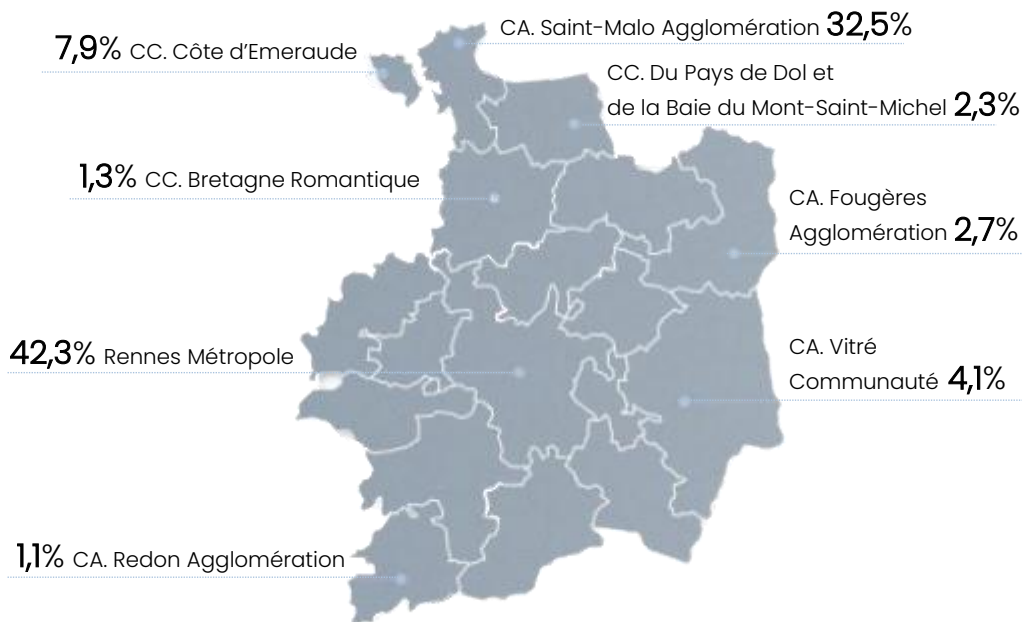 CA. Saint-Malo Agglomération 32,5%
7,9% CC. Côte d’Emeraude
CC. Du Pays de Dol et
de la Baie du Mont-Saint-Michel 2,3%
1,3% CC. Bretagne Romantique
CA. Fougères
Agglomération 2,7%
42,3% Rennes Métropole
CA. Vitré
Communauté 4,1%
1,1% CA. Redon Agglomération